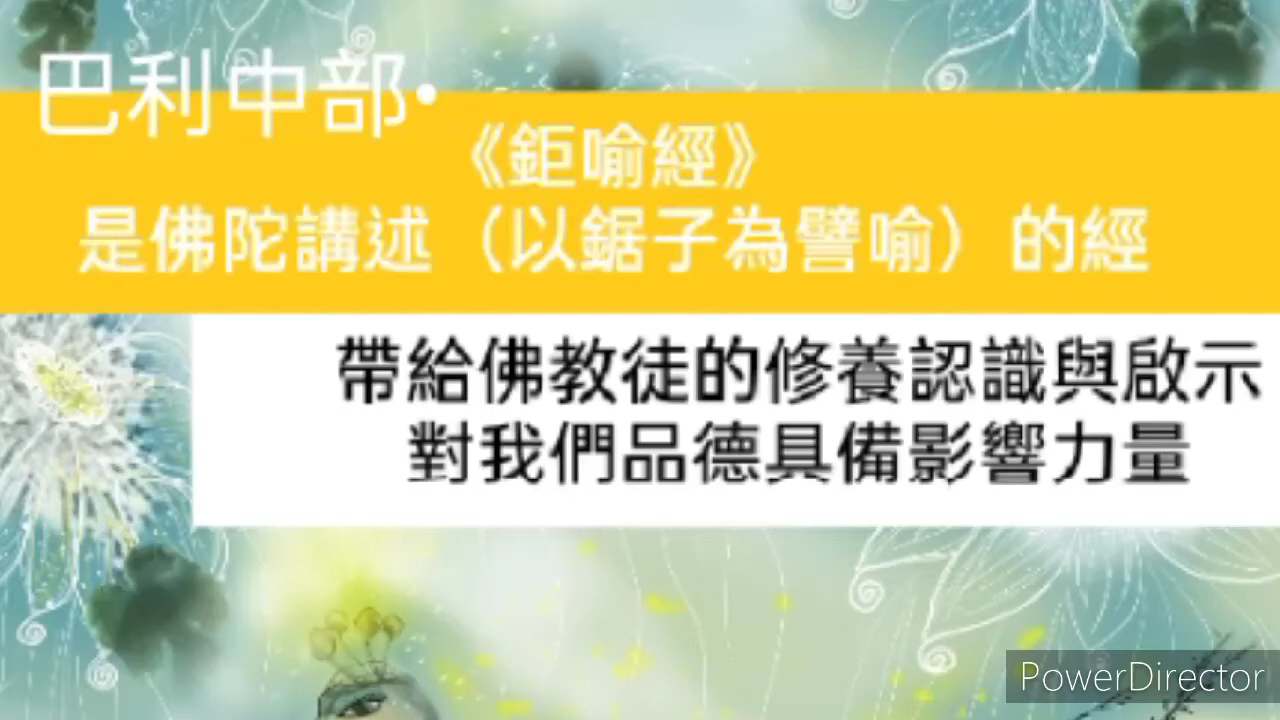 巴利中部•
《鉅喻經》
是佛陀講述（以鋸子為譬喻）的經
帶給佛教徒的修養認識與啟示
對我們品德具備影響力量
PowerDirector